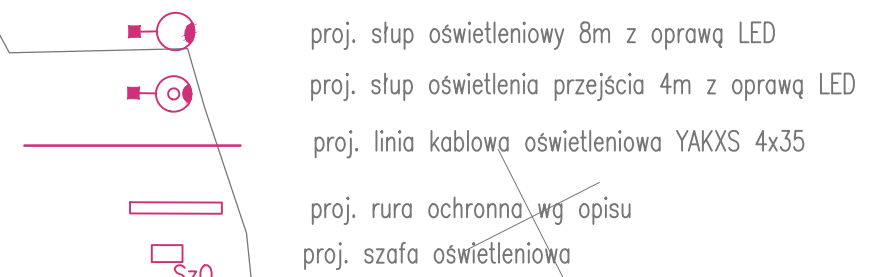 proj. słup oświetleniowy 8m z oprawą LED
proj. słup oświetlenia przejścia 4m z oprawą LED
proj. linia kablowa oświetleniowa YAKXS 4x35
proj. rura ochronna wg opisu
proj. szafa oświetleniowa
SzO